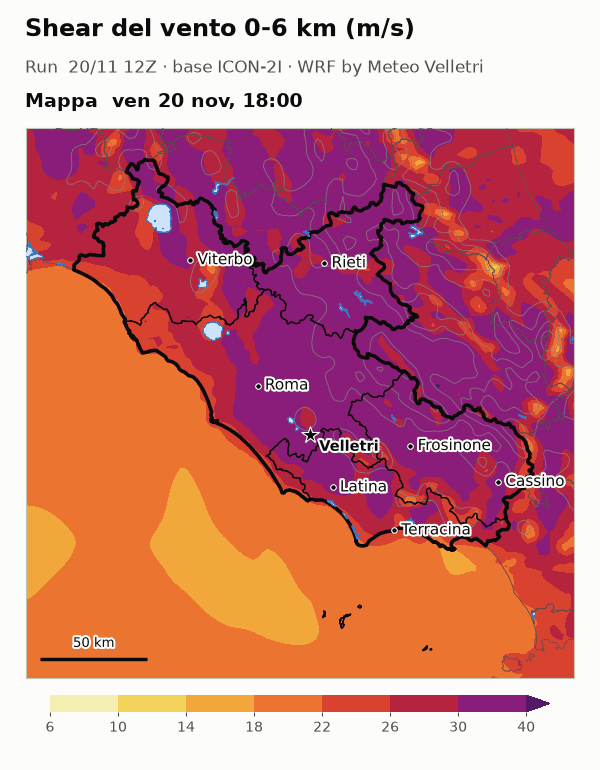 Shear del vento 0-6 km (m/s)
Run  20/11 12Z · base ICON-2I · WRF by Meteo Velletri
Mappa  ven 20 nov, 18:00
Viterbo
Rieti
Roma
Velletri
Frosinone
Latina
Cassino
Terracina
50 km
6 10 14 18 22 26 30 40